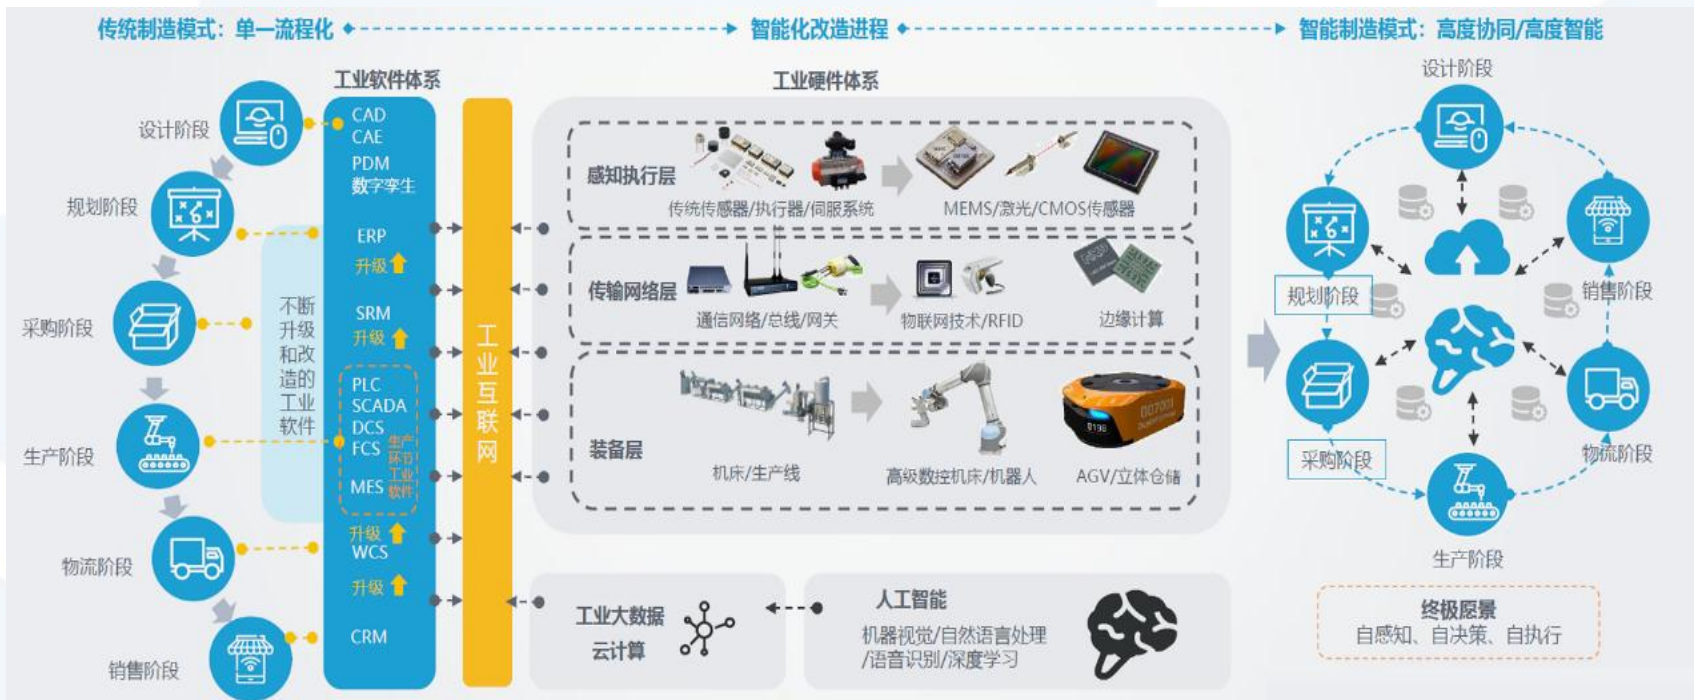 传统制造模式：单一流程化
智能化改造进程
智能制造模式：高度协同/高度智能
设计阶段
规划阶段
采购阶段
生产阶段
物流阶段
销售阶段
不断
升级
和改
造的
工业
软件
工业软件体系
CAD
CAE
PDM
数字孪生
ERP
升级
SRM
升级
PLC
SCADA
DCS
FCS
MES
生产
环节
工业
软件
升级
WCS
升级
CRM
工业互联网
工业硬件体系
感知执行层
传统传感器/执行器/伺服系统
MEMS/激光/CMOS传感器
传输网络层
通信网络/总线/网关
物联网技术/RFID
边缘计算
装备层
机床/生产线
高级数控机床/机器人
AGV/立体仓储
工业大数据
云计算
人工智能
机器视觉/自然语言处理
/语音识别/深度学习
设计阶段
规划阶段
采购阶段
生产阶段
物流阶段
销售阶段
终极愿景
自感知、自决策、自执行